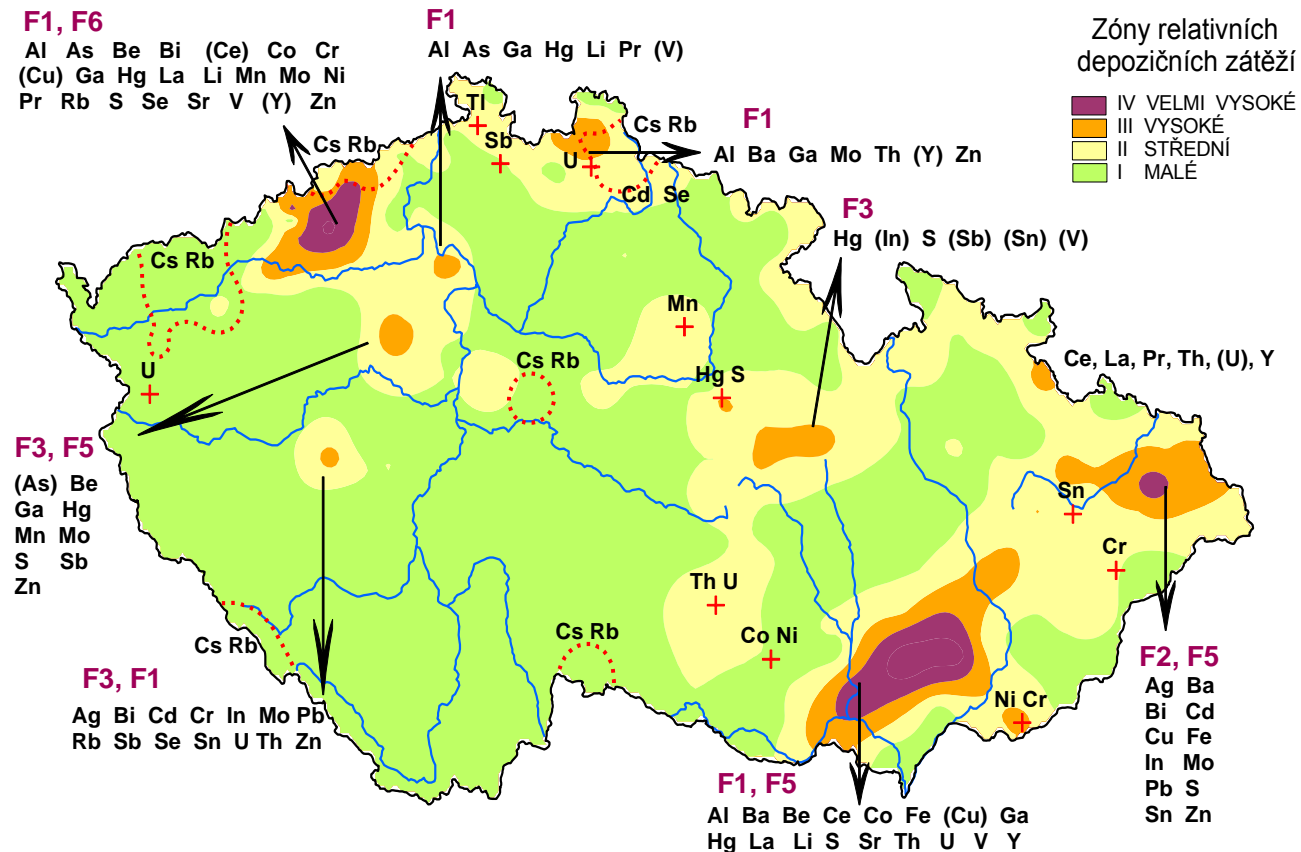 F1, F6
Al As Be Bi (Ce) Co Cr
(Cu) Ga Hg La Li Mn Mo Ni
Pr Rb S Se Sr V (Y) Zn
F1
Al As Ga Hg Li Pr (V)
Zóny relativních
depozičních zátěží
IV VELMI VYSOKÉ
III VYSOKÉ
II STŘEDNÍ
I MALÉ
Tl
Sb
U
Cs Rb
Cd Se
F1
Al Ba Ga Mo Th (Y) Zn
Cs Rb
F3
Hg (In) S (Sb) (Sn) (V)
Cs Rb
U
Mn
Cs Rb
Hg S
Ce, La, Pr, Th, (U), Y
F3, F5
(As) Be
Ga Hg
Mn Mo
S Sb
Zn
Sn
Cr
Th U
Co Ni
Cs Rb
Cs Rb
Ni Cr
F3, F1
Ag Bi Cd Cr In Mo Pb
Rb Sb Se Sn U Th Zn
F2, F5
Ag Ba
Bi Cd
Cu Fe
In Mo
Pb S
Sn Zn
F1, F5
Al Ba Be Ce Co Fe (Cu) Ga
Hg La Li S Sr Th U V Y